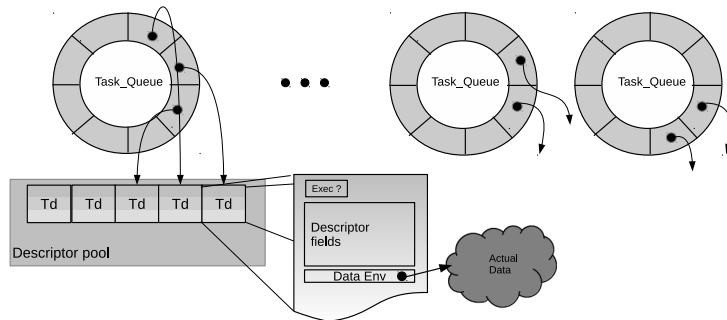 Task_Queue
Task_Queue
Task_Queue
Td Td Td Td Td
Descriptor pool
Exec ?
Descriptor
fields
Data Env
Actual
Data